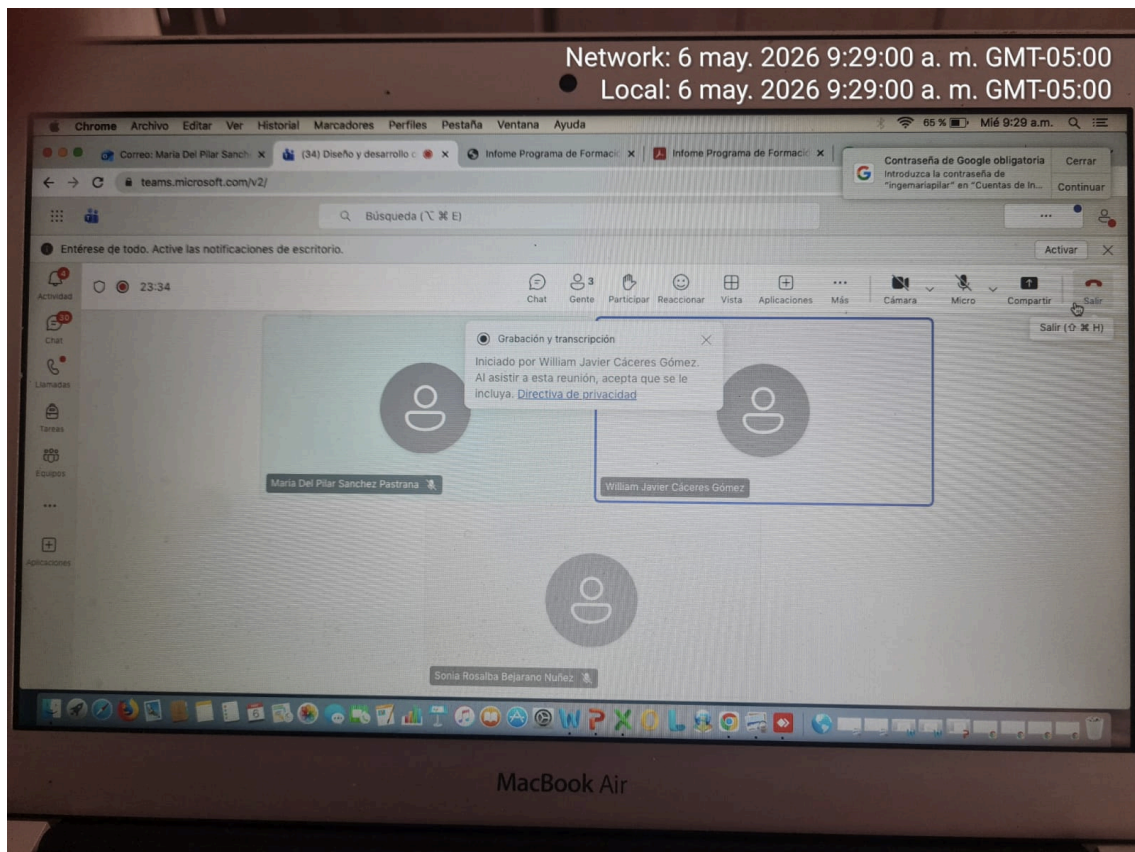 Network: 6 may. 2026 9:29:00 a. m. GMT-05:00
Local: 6 may. 2026 9:29:00 a. m. GMT-05:00
Chrome Archivo Editar Ver Historial Marcadores Perfiles Pestaña Ventana Ayuda
65 % Mié 9:29 a.m.
Correo: Maria Del Pilar Sanch
(34) Diseño y desarrollo c
Infome Programa de Formaci
Infome Programa de Formaci
Contraseña de Google obligatoria
Introduzca la contraseña de
"ingemariapilar" en "Cuentas de In...
Cerrar
Continuar
teams.microsoft.com/v2/
Búsqueda (⌥ ⌘ E)
Entérese de todo. Active las notificaciones de escritorio.
Activar
4
Actividad
30
Chat
Llamadas
Tareas
Equipos
Aplicaciones
23:34
Chat
3
Gente
Participar
Reaccionar
Vista
Aplicaciones
Más
Cámara
Micro
Compartir
Salir
Salir (⇧ ⌘ H)
Grabación y transcripción
Iniciado por William Javier Cáceres Gómez.
Al asistir a esta reunión, acepta que se le
incluya. Directiva de privacidad
Maria Del Pilar Sanchez Pastrana
William Javier Cáceres Gómez
Sonia Rosalba Bejarano Nuñez
MacBook Air